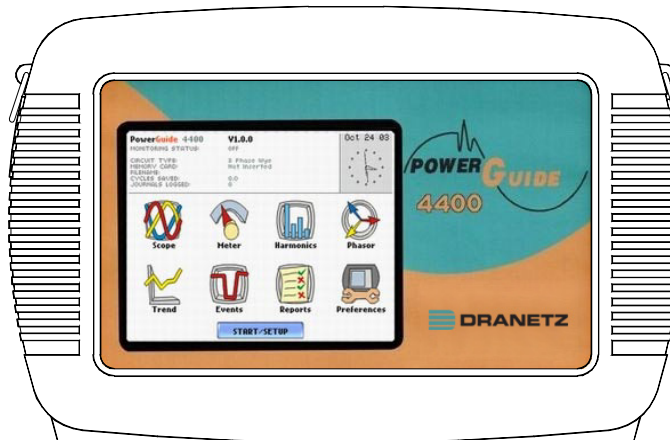 PowerGuide 4400 V1.0.0
Oct 24 03
MONITORING STATUS: OFF
CIRCUIT TYPE: 3 Phase Wye
MEMORY CARD: Not Inserted
FILENAME:
CYCLES SAVED: 0.0
JOURNALS LOGGED: 0
Scope Meter Harmonics Phasor
Trend Events Reports Preferences
START/SETUP
POWER GUIDE
4400
DRANETZ